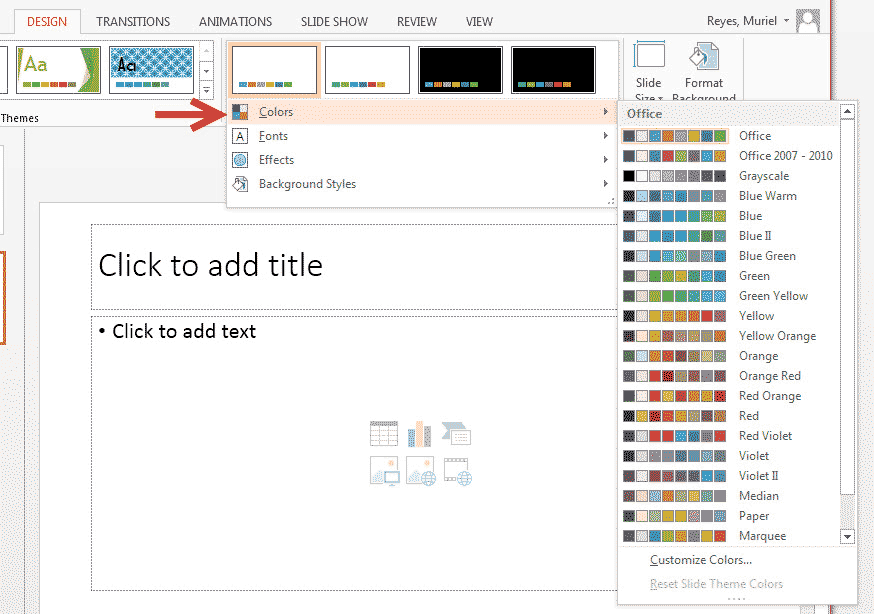 DESIGN TRANSITIONS ANIMATIONS SLIDE SHOW REVIEW VIEW Reyes, Muriel
Aa Aa
Slide Format
Size Background
Themes
Colors
Fonts
Effects
Background Styles
Office
Office
Office 2007 - 2010
Grayscale
Blue Warm
Blue
Blue II
Blue Green
Green
Green Yellow
Yellow
Yellow Orange
Orange
Orange Red
Red Orange
Red
Red Violet
Violet
Violet II
Median
Paper
Marquee
Customize Colors...
Reset Slide Theme Colors
Click to add title
• Click to add text